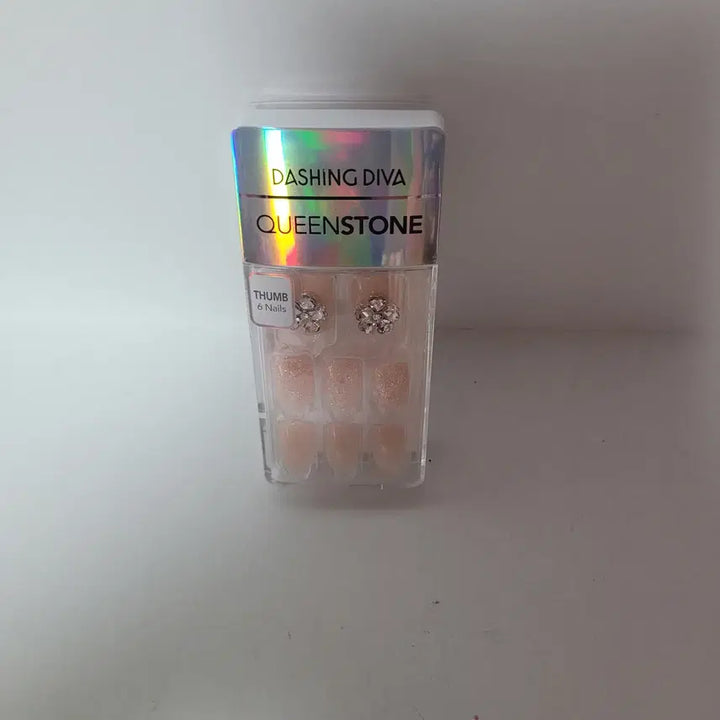 DASHING DIVA
QUEENSTONE
THUMB
6 Nails